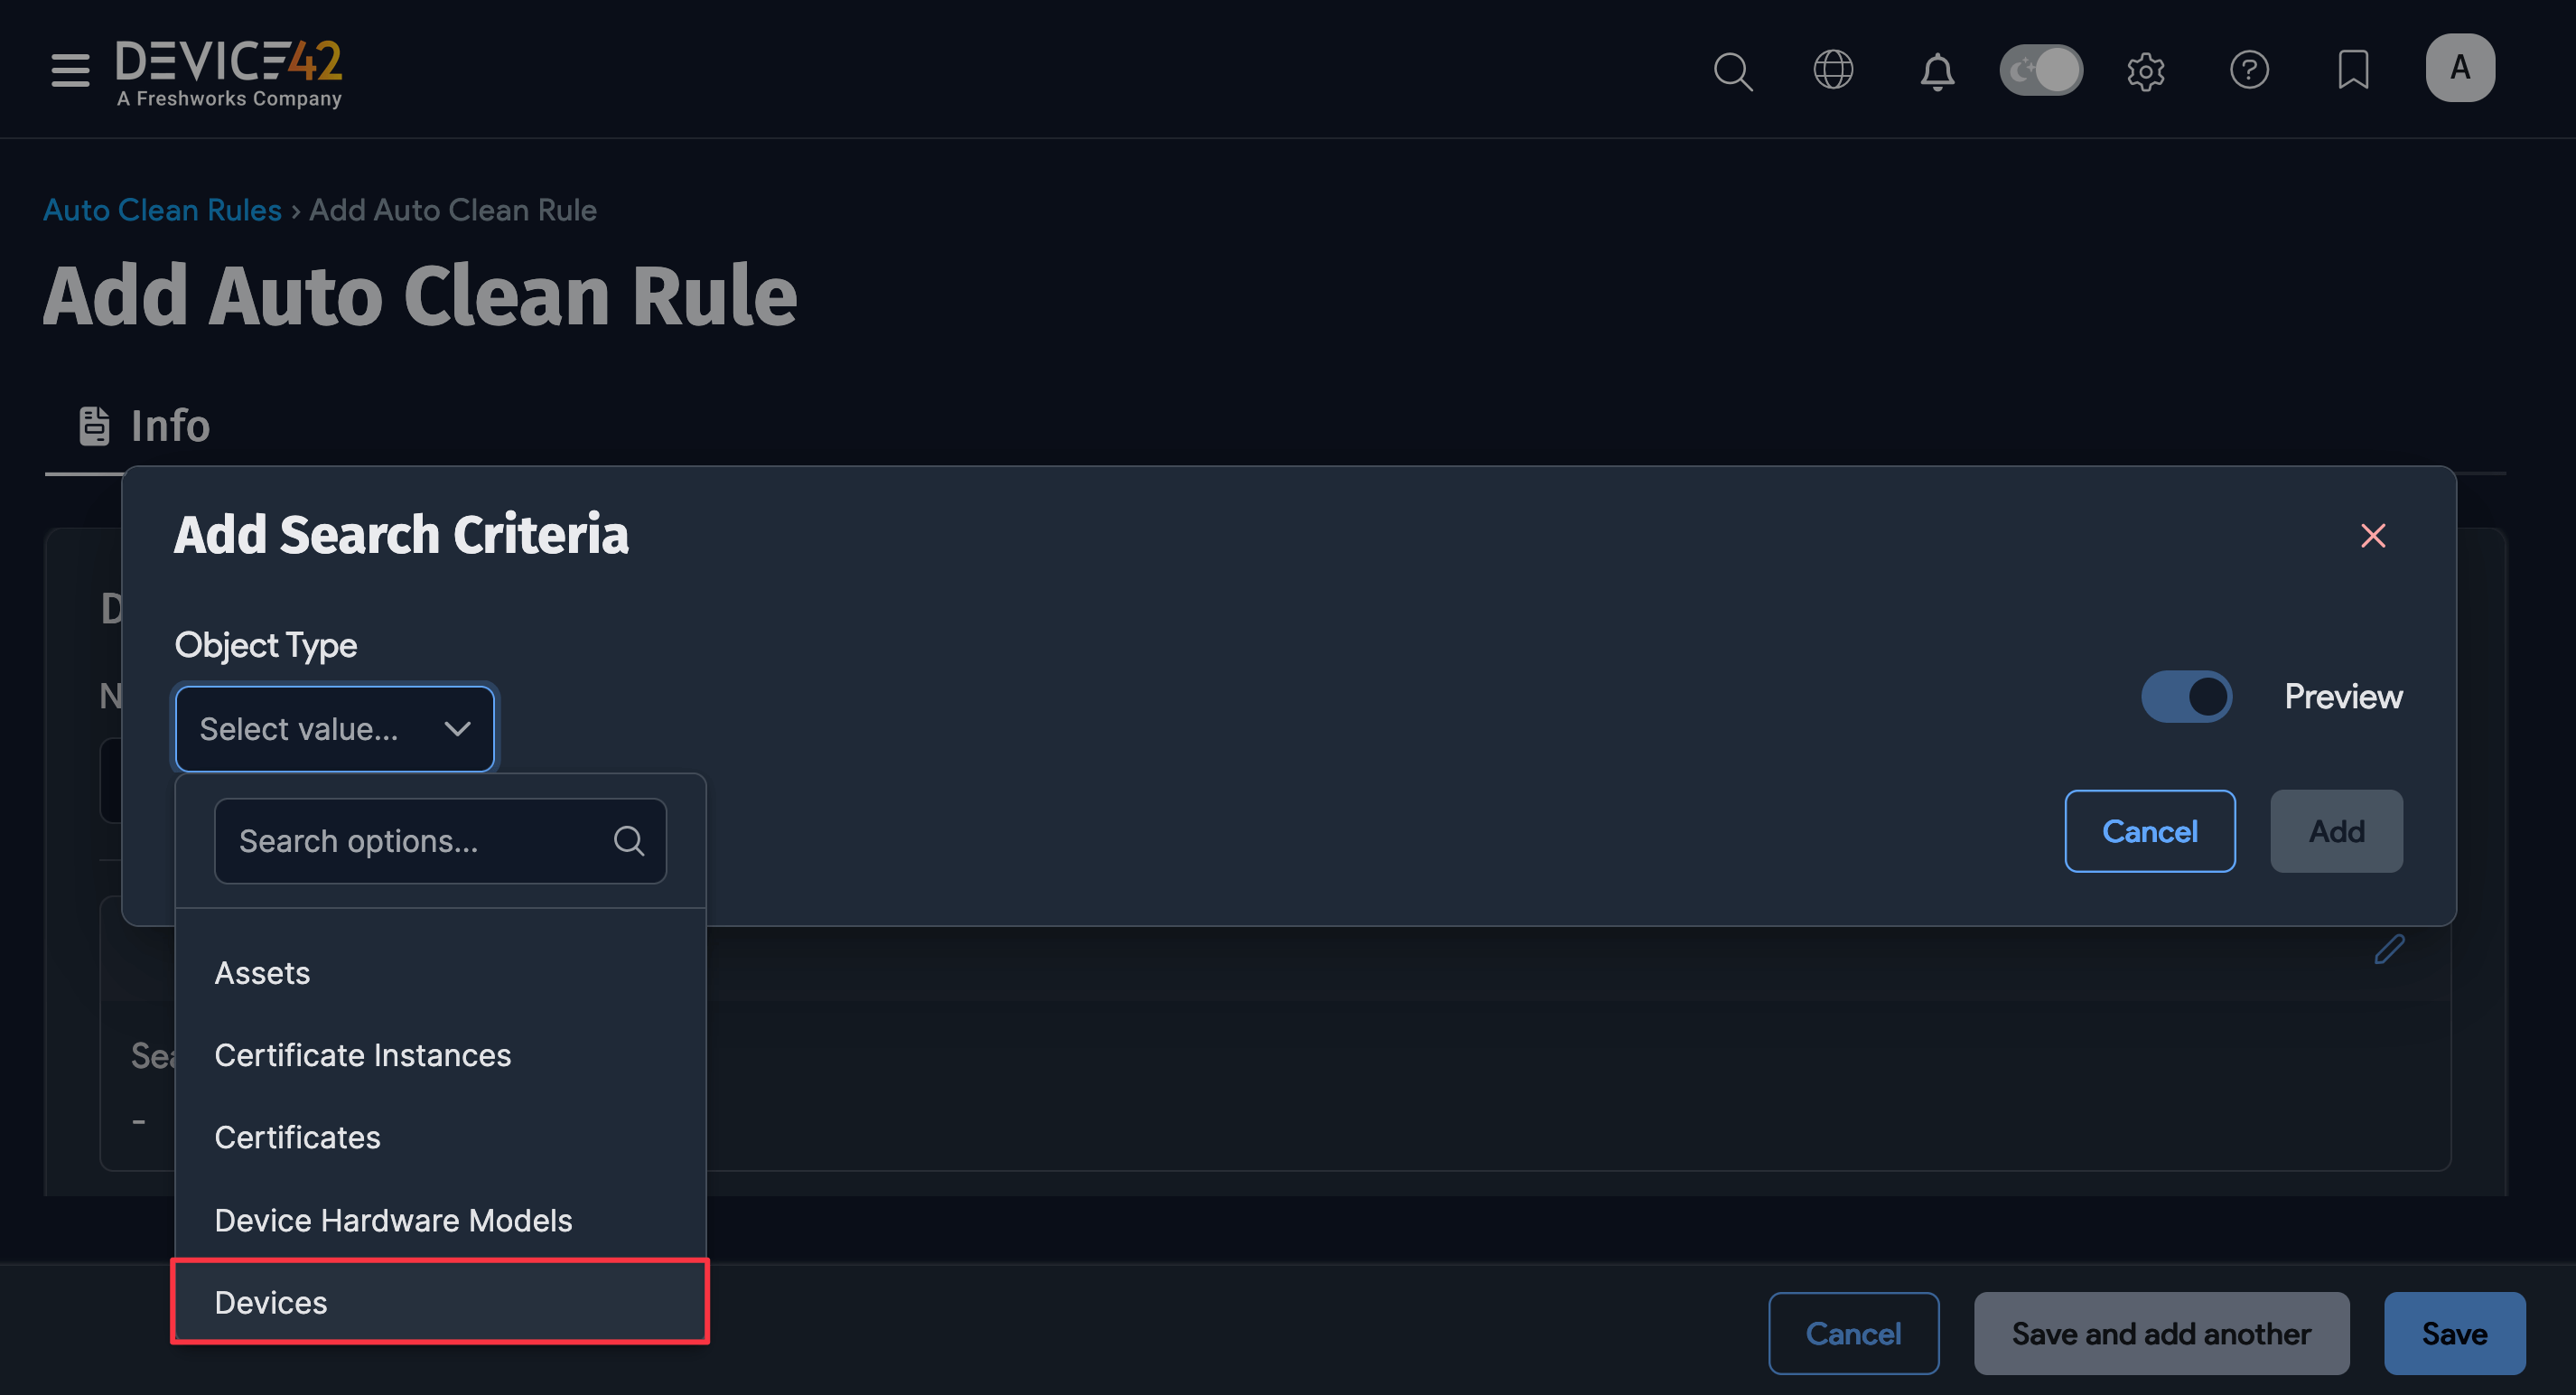 DEVICE42
A Freshworks Company
A
Auto Clean Rules › Add Auto Clean Rule
Add Auto Clean Rule
Info
Add Search Criteria
Object Type
Select value...
Preview
Search options...
Cancel
Add
Assets
Certificate Instances
Certificates
-
Device Hardware Models
Devices
Cancel
Save and add another
Save